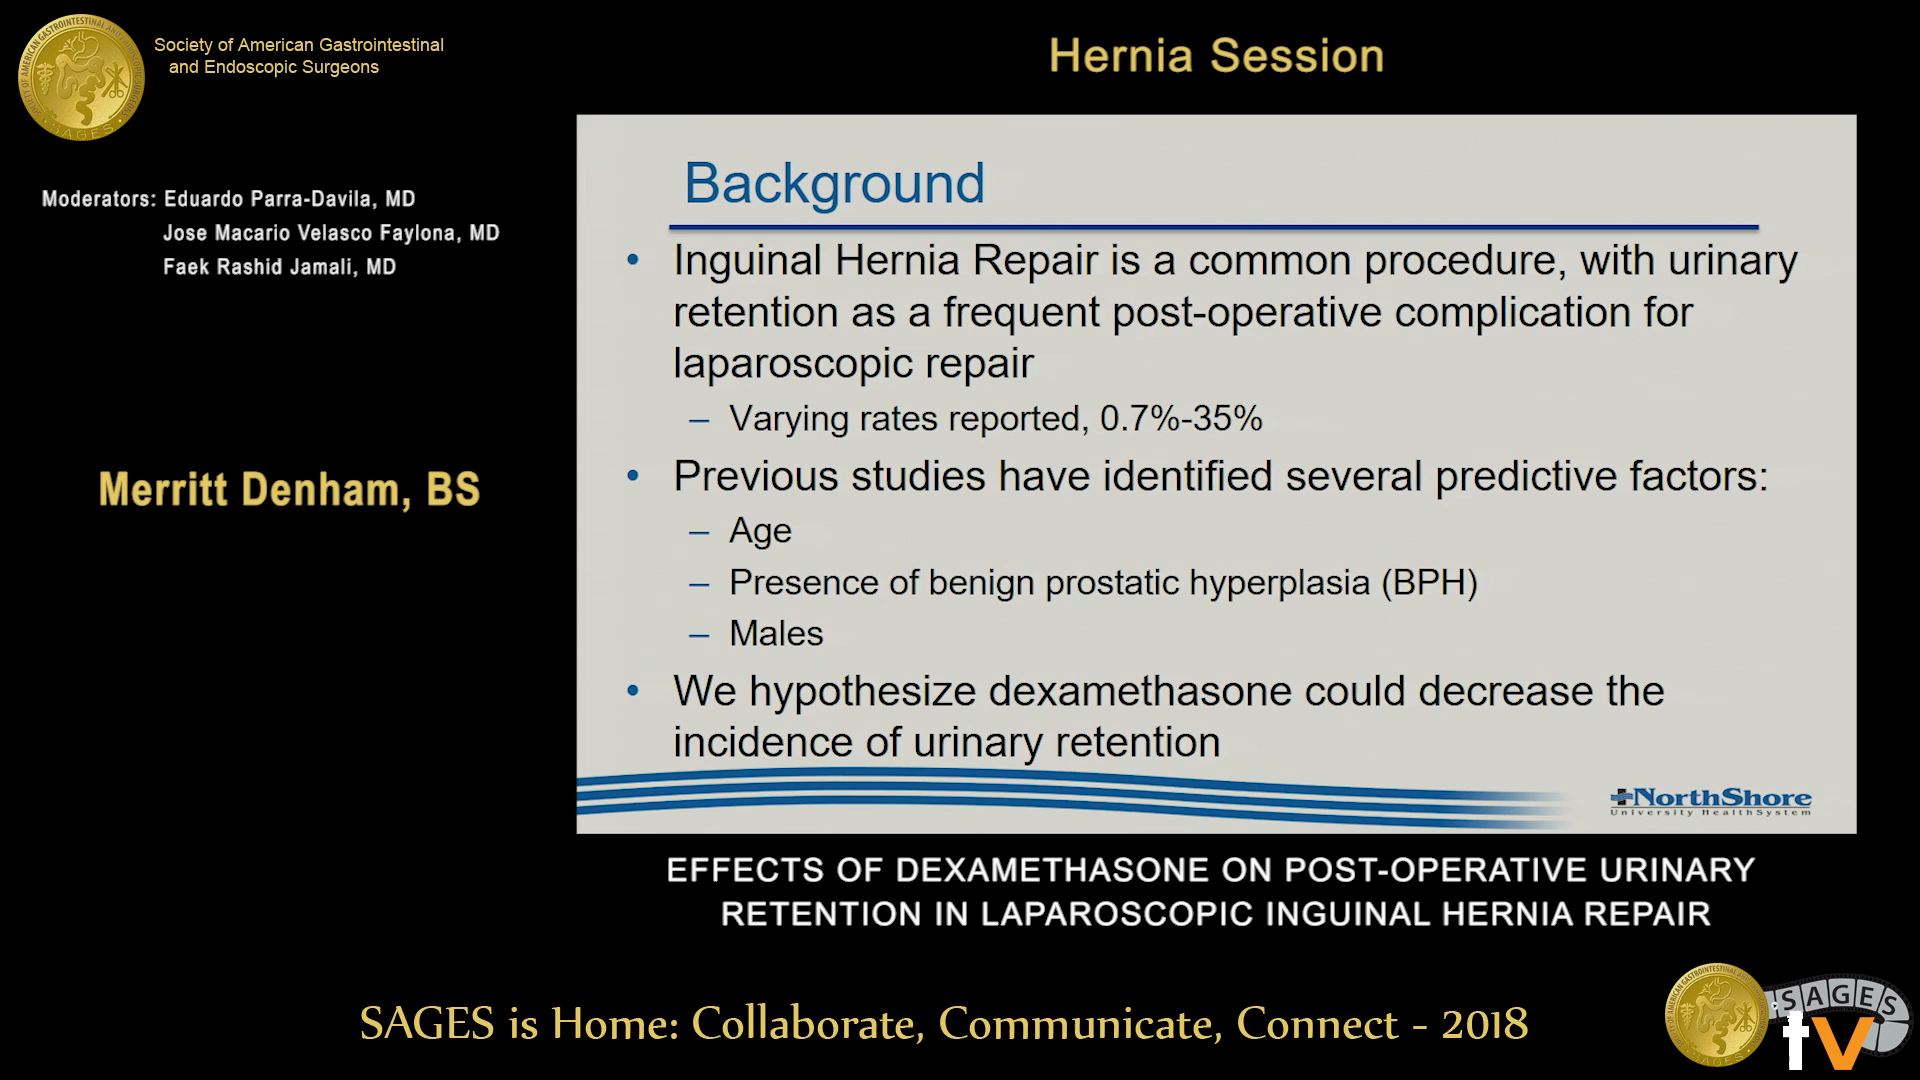 Society of American Gastrointestinal
and Endoscopic Surgeons
Hernia Session
Moderators: Eduardo Parra-Davila, MD
Jose Macario Velasco Faylona, MD
Faek Rashid Jamali, MD
Merritt Denham, BS
Background
• Inguinal Hernia Repair is a common procedure, with urinary
retention as a frequent post-operative complication for
laparoscopic repair
– Varying rates reported, 0.7%-35%
• Previous studies have identified several predictive factors:
– Age
– Presence of benign prostatic hyperplasia (BPH)
– Males
• We hypothesize dexamethasone could decrease the
incidence of urinary retention
NorthShore
University HealthSystem
EFFECTS OF DEXAMETHASONE ON POST-OPERATIVE URINARY
RETENTION IN LAPAROSCOPIC INGUINAL HERNIA REPAIR
SAGES is Home: Collaborate, Communicate, Connect - 2018
SAGES
tv
SAGES